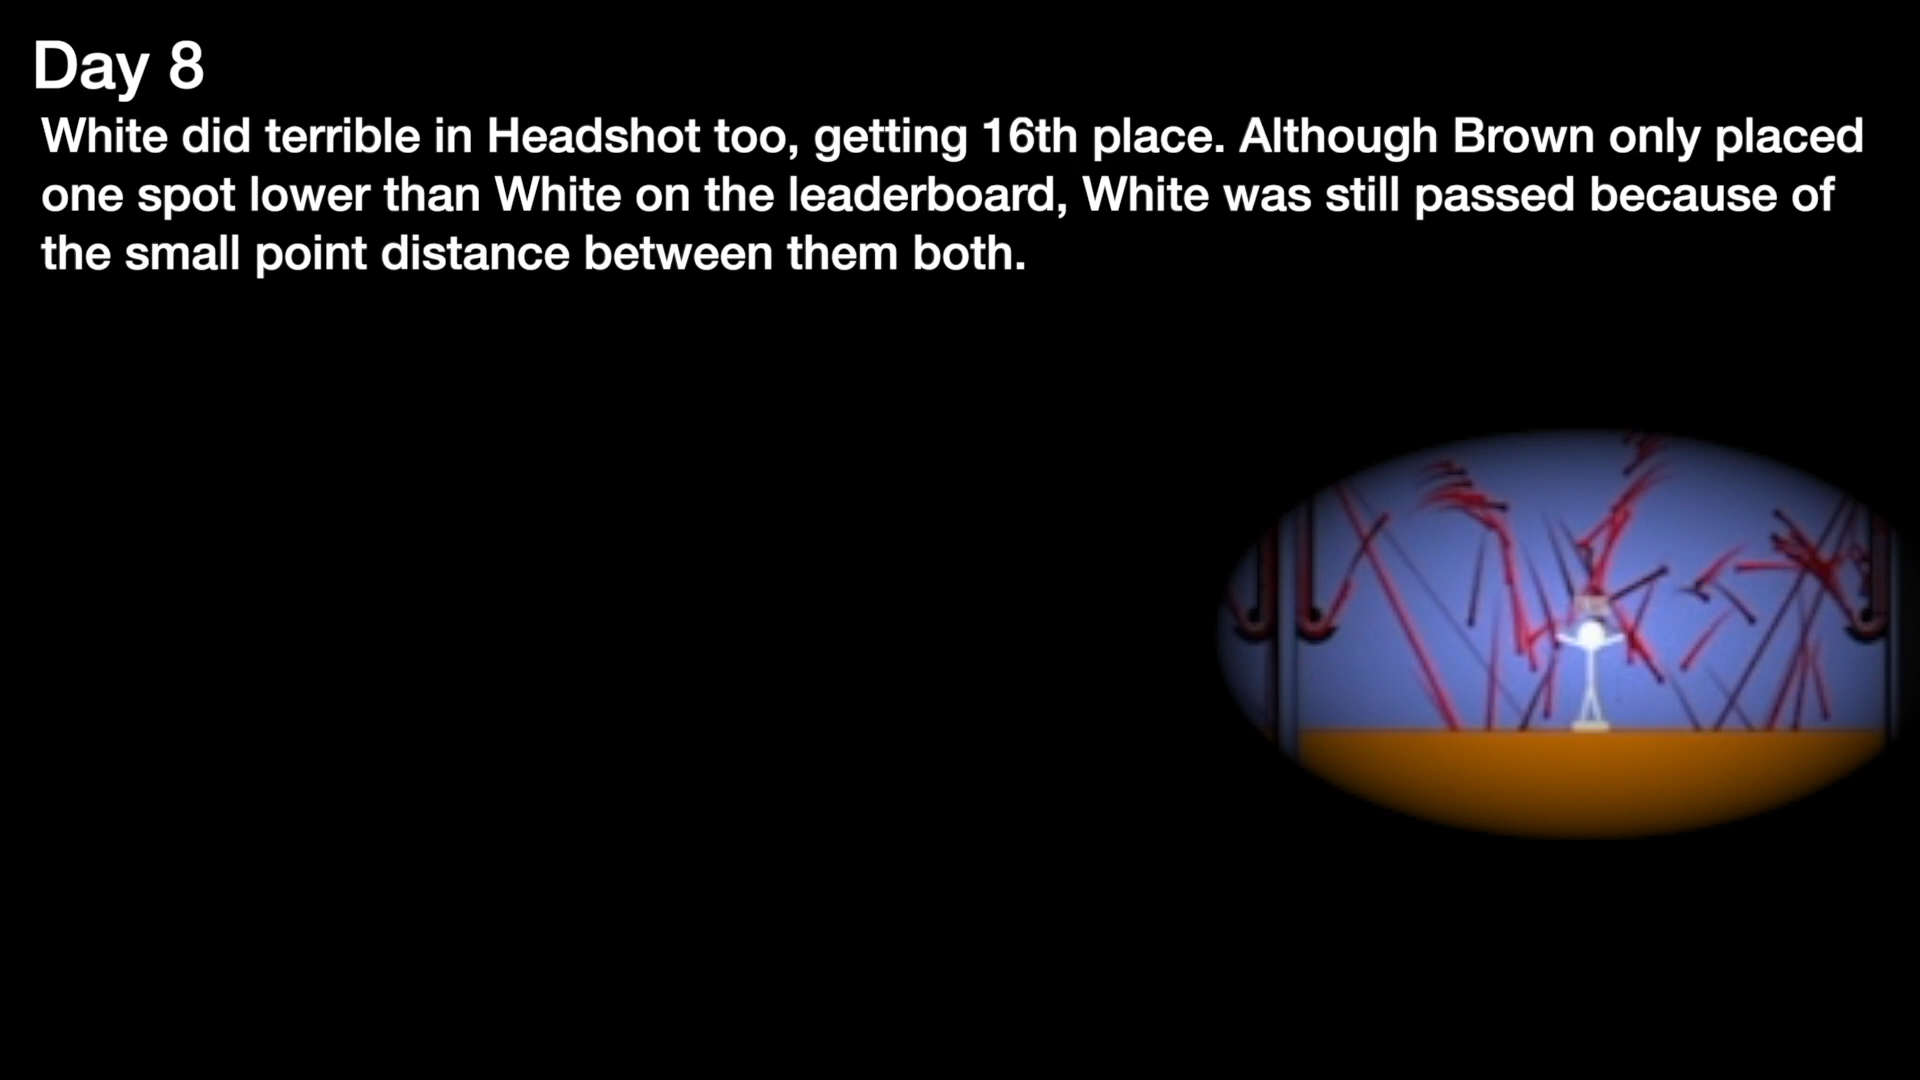 Day 8
White did terrible in Headshot too, getting 16th place. Although Brown only placed
one spot lower than White on the leaderboard, White was still passed because of
the small point distance between them both.